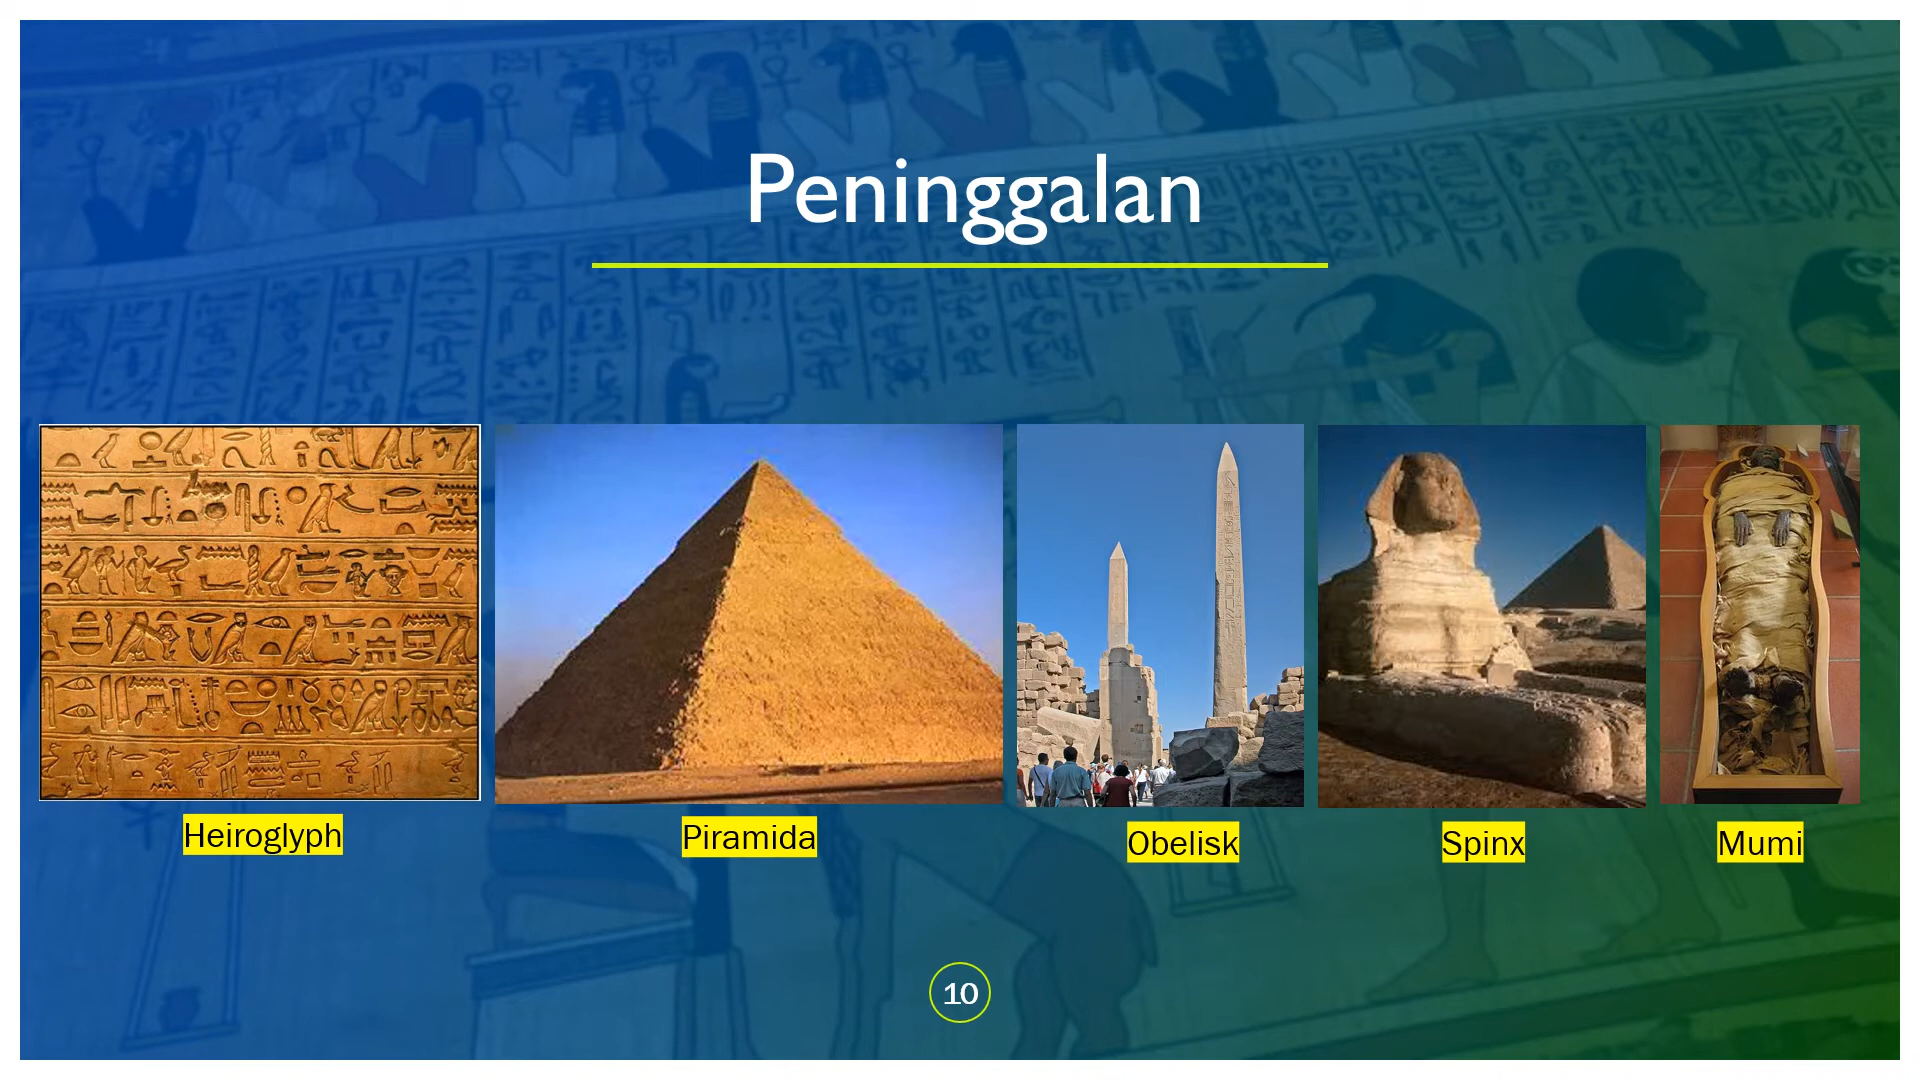 Peninggalan
Heiroglyph
Piramida
Obelisk
Spinx
Mumi
10